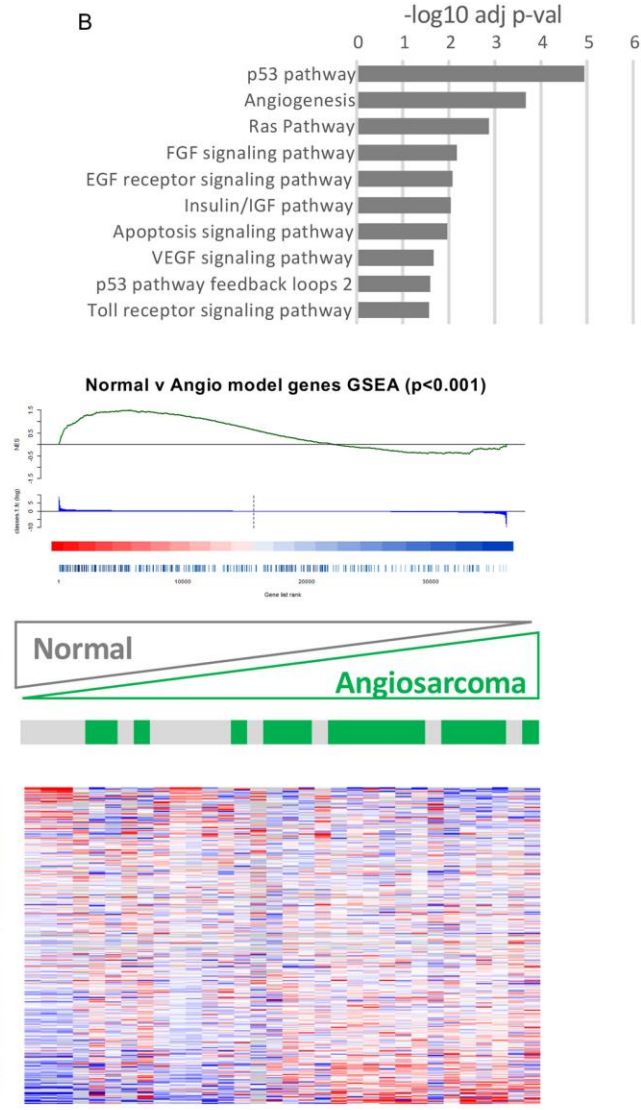 B
-log10 adj p-val
0 1 2 3 4 5 6
p53 pathway
Angiogenesis
Ras Pathway
FGF signaling pathway
EGF receptor signaling pathway
Insulin/IGF pathway
Apoptosis signaling pathway
VEGF signaling pathway
p53 pathway feedback loops 2
Toll receptor signaling pathway
Normal v Angio model genes GSEA (p<0.001)
1.5
0.5
-0.5
-1.5
NES
5
0
-10
1 10000 20000 30000
Gene list rank
Normal
Angiosarcoma